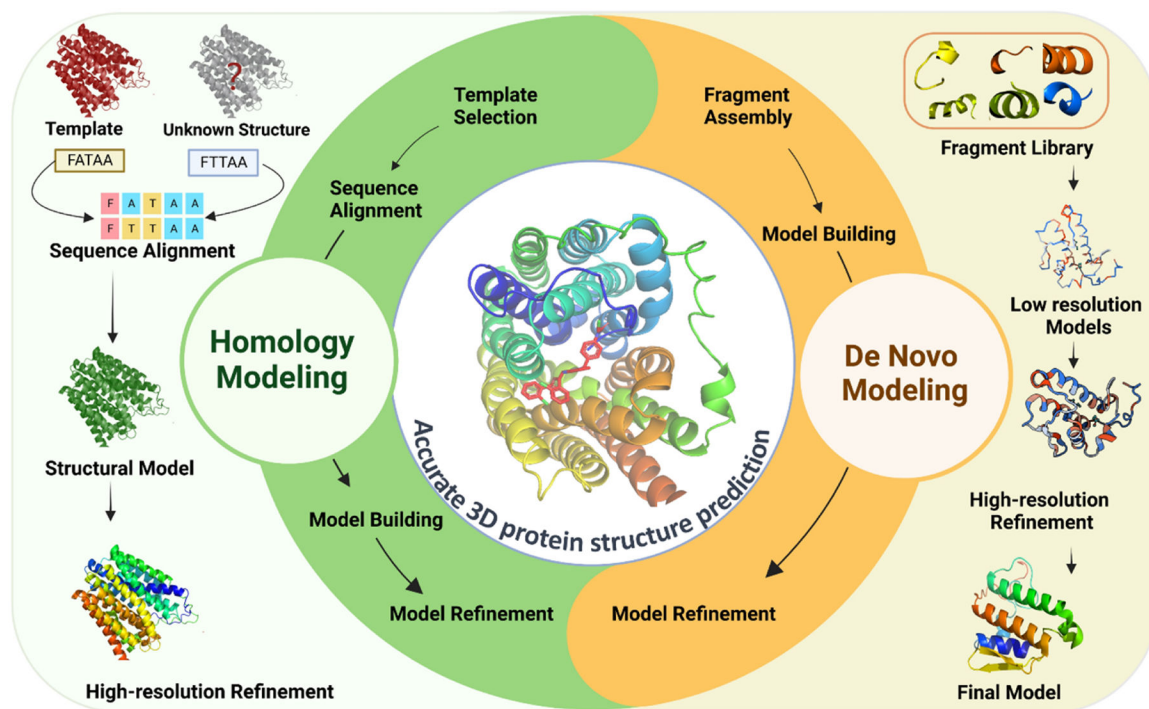 ?
Template
Unknown Structure
FATAA
FTTAA
F A T A A
F T T A A
Sequence Alignment
Structural Model
High-resolution Refinement
Template
Selection
Sequence
Alignment
Homology
Modeling
Model Building
Model Refinement
Accurate 3D protein structure prediction
Fragment
Assembly
Model Building
De Novo
Modeling
Model Refinement
Fragment Library
Low resolution
Models
High-resolution
Refinement
Final Model